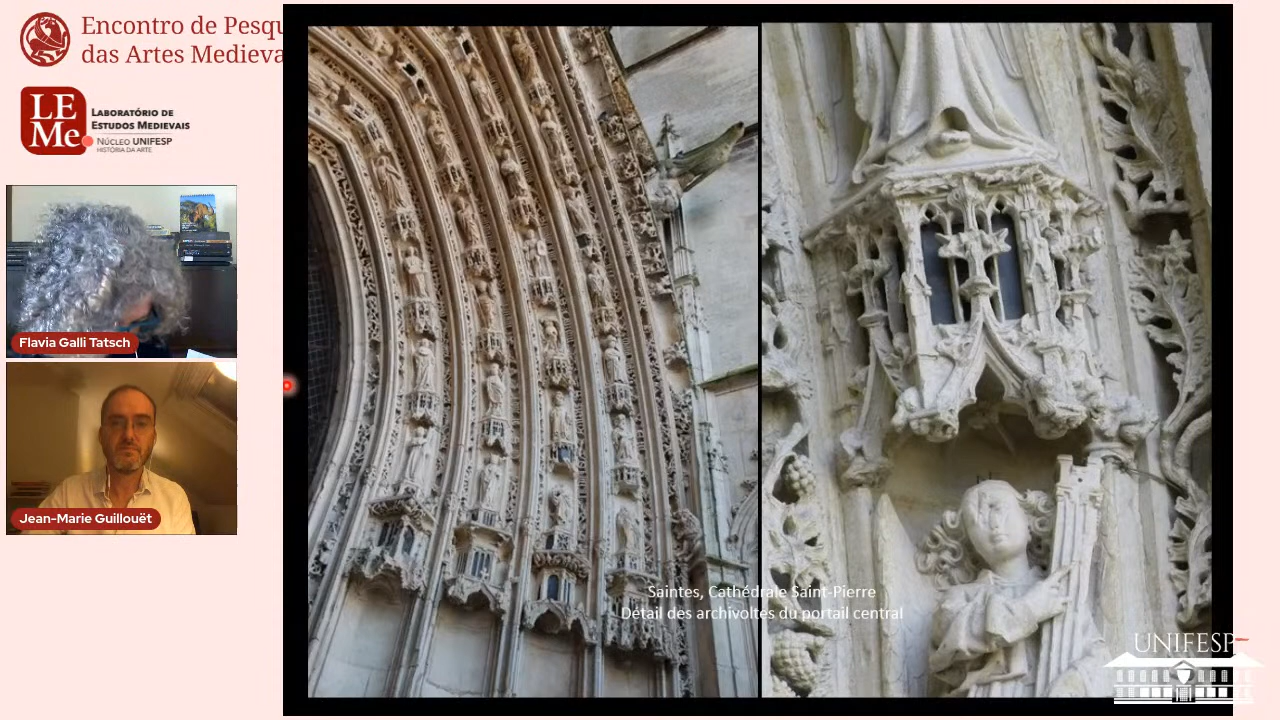 Encontro de Pesqu
das Artes Medieva
LE
Me
LABORATÓRIO DE
ESTUDOS MEDIEVAIS
NÚCLEO UNIFESP
HISTÓRIA DA ARTE
Flavia Galli Tatsch
Jean-Marie Guillouët
Saintes, Cathédrale Saint-Pierre
Détail des archivoltes du portail central
UNIFESP